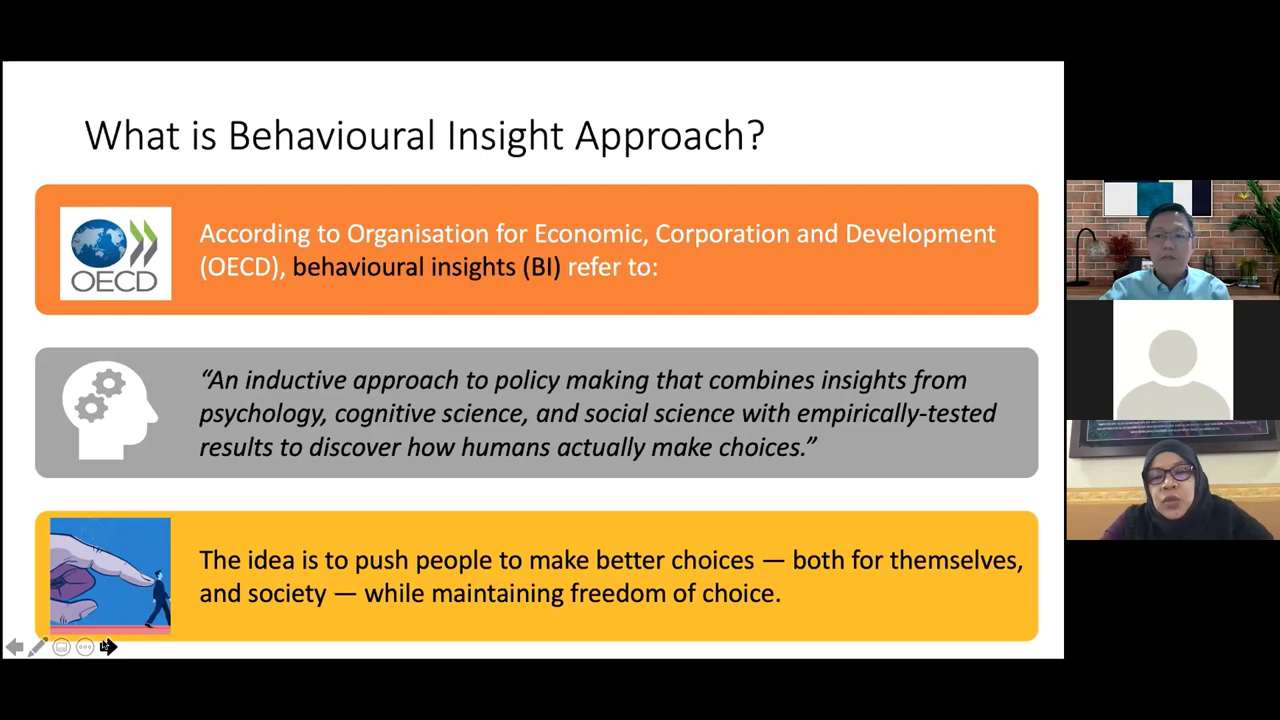 What is Behavioural Insight Approach?
According to Organisation for Economic, Corporation and Development
(OECD), behavioural insights (BI) refer to:
OECD
“An inductive approach to policy making that combines insights from
psychology, cognitive science, and social science with empirically-tested
results to discover how humans actually make choices.”
The idea is to push people to make better choices — both for themselves,
and society — while maintaining freedom of choice.